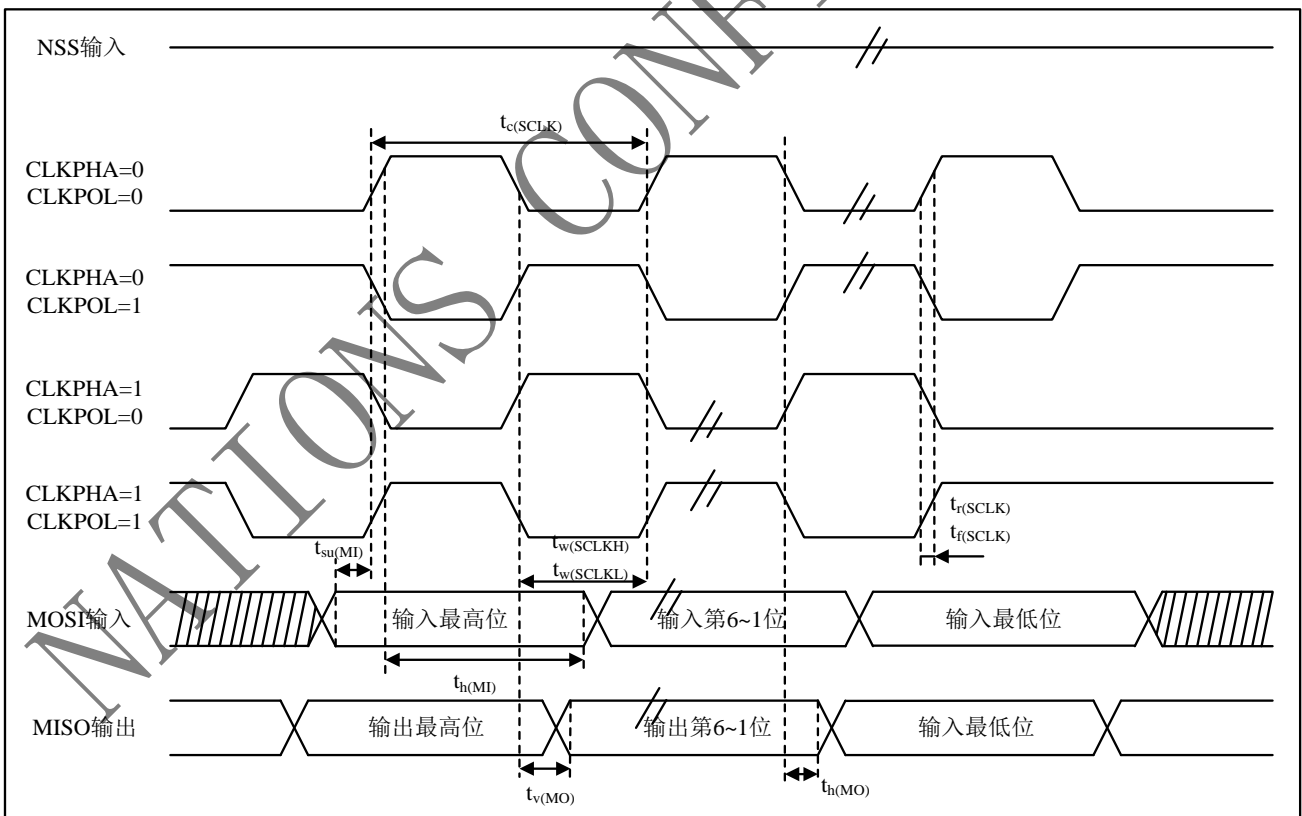 NSS输入
tc(SCLK)
CLKPHA=0
CLKPOL=0
CLKPHA=0
CLKPOL=1
CLKPHA=1
CLKPOL=0
CLKPHA=1
CLKPOL=1
tr(SCLK)
tf(SCLK)
tsu(MI)
tw(SCLKH)
tw(SCLKL)
MOSI输入
输入最高位
输入第6~1位
输入最低位
th(MI)
MISO输出
输出最高位
输出第6~1位
输入最低位
tv(MO)
th(MO)
NATIONS CONF